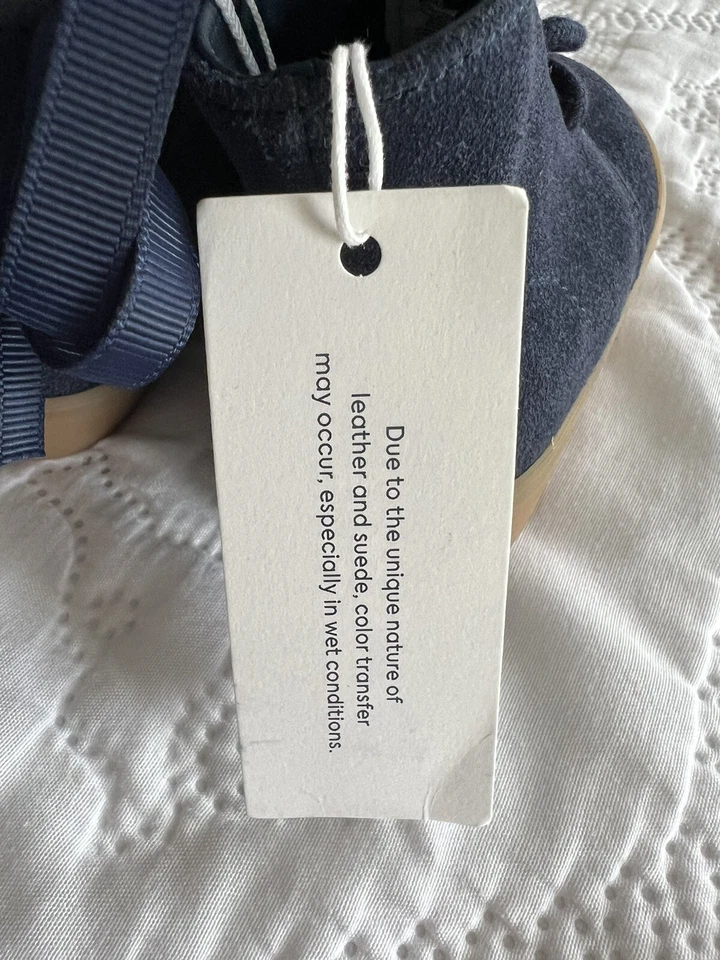 Due to the unique nature of
leather and suede, color transfer
may occur, especially in wet conditions.